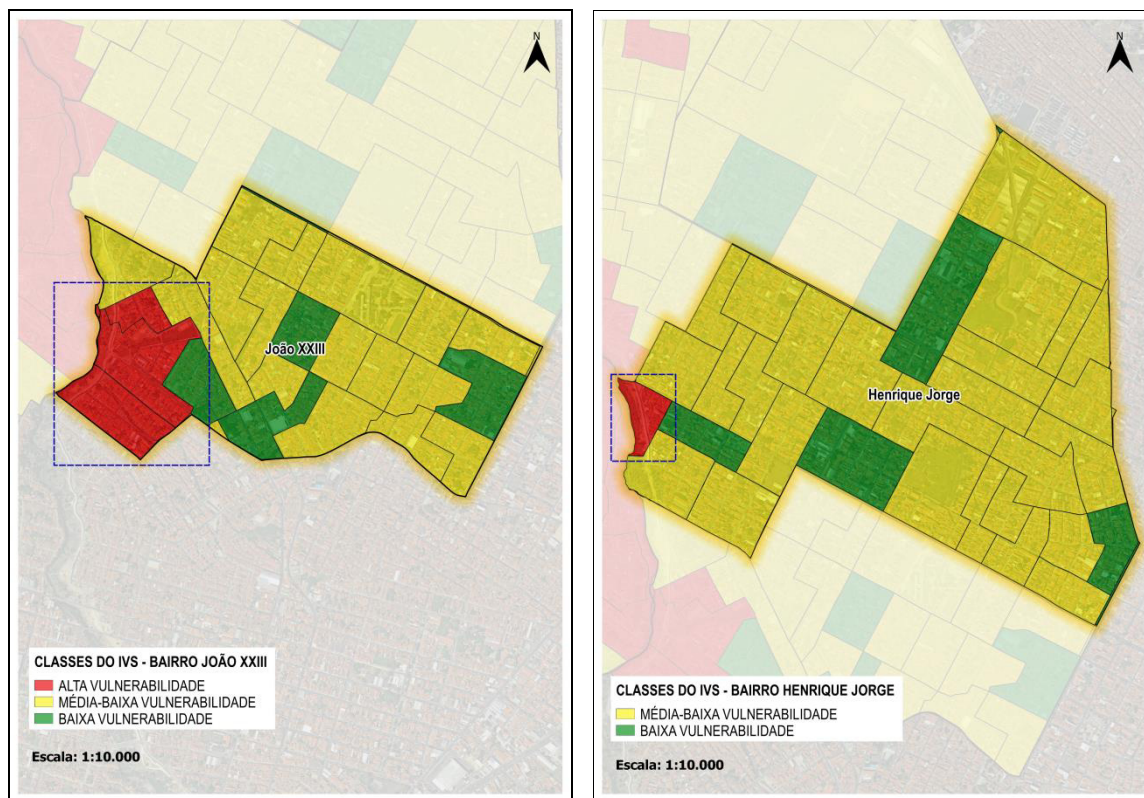 N
João XXIII
CLASSES DO IVS - BAIRRO JOÃO XXIII
ALTA VULNERABILIDADE
MÉDIA-BAIXA VULNERABILIDADE
BAIXA VULNERABILIDADE
Escala: 1:10.000
N
Henrique Jorge
CLASSES DO IVS - BAIRRO HENRIQUE JORGE
MÉDIA-BAIXA VULNERABILIDADE
BAIXA VULNERABILIDADE
Escala: 1:10.000